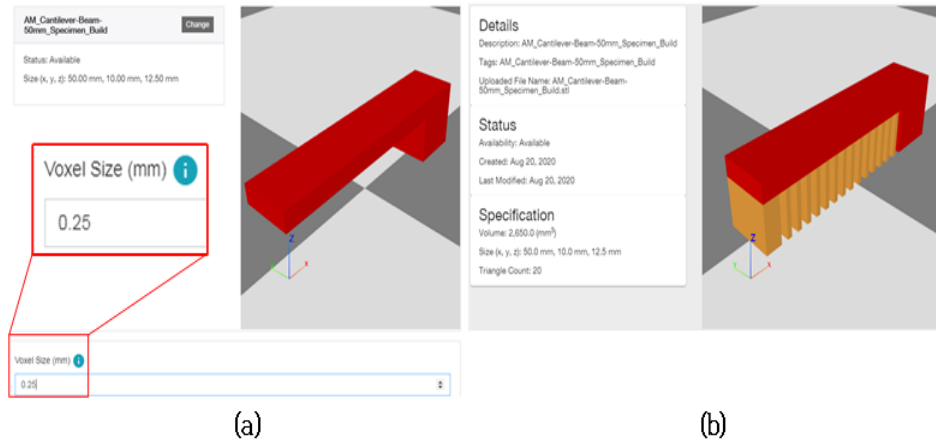 AM_Cantilever-Beam-
50mm_Specimen_Build
Change
Status: Available
Size (x, y, z): 50.00 mm, 10.00 mm, 12.50 mm
Voxel Size (mm) i
0.25
Z
Y
X
Voxel Size (mm) i
0.25
(a)
Details
Description: AM_Cantilever-Beam-50mm_Specimen_Build
Tags: AM_Cantilever-Beam-50mm_Specimen_Build
Uploaded File Name: AM_Cantilever-Beam-
50mm_Specimen_Build.stl
Status
Availability: Available
Created: Aug 20, 2020
Last Modified: Aug 20, 2020
Specification
Volume: 2,650.0 (mm³)
Size (x, y, z): 50.0 mm, 10.0 mm, 12.5 mm
Triangle Count: 20
Z
Y
X
(b)